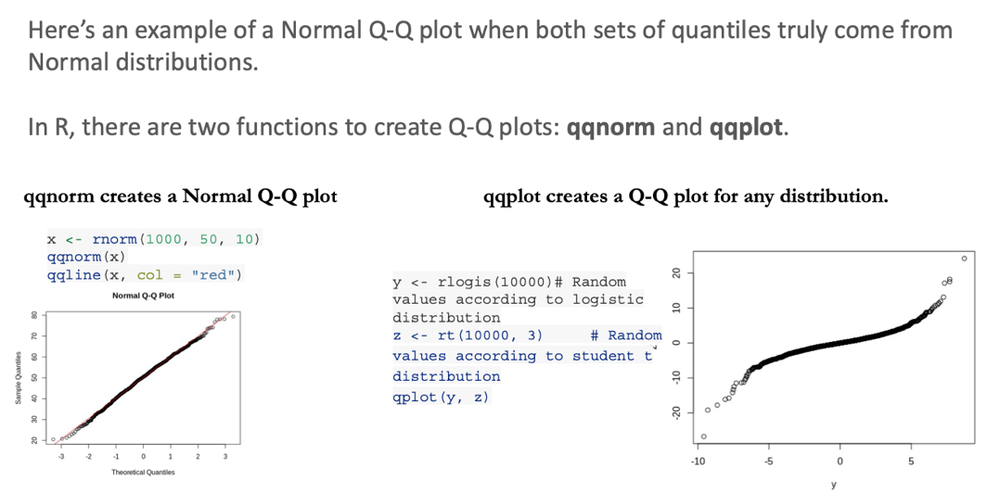 Here's an example of a Normal Q-Q plot when both sets of quantiles truly come from
Normal distributions.
In R, there are two functions to create Q-Q plots: qqnorm and qqplot.
qqnorm creates a Normal Q-Q plot
x <- rnorm(1000, 50, 10)
qqnorm(x)
qqline(x, col = "red")
Normal Q-Q Plot
Sample Quantiles
80
70
60
50
40
30
20
-3 -2 -1 0 1 2 3
Theoretical Quantiles
qqplot creates a Q-Q plot for any distribution.
y <- rlogis(10000)# Random
values according to logistic
distribution
z <- rt(10000, 3) # Random
values according to student t
distribution
qplot(y, z)
20
10
0
-10
-20
-10 -5 0 5
y